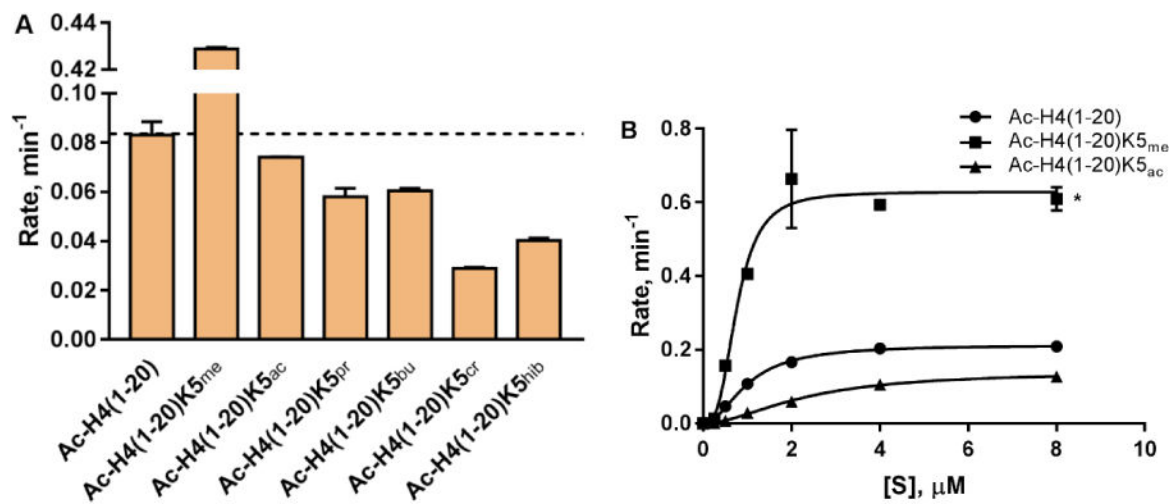 A
Rate, min-1
0.44
0.42
0.10
0.08
0.06
0.04
0.02
0.00
Ac-H4(1-20)
Ac-H4(1-20)K5me
Ac-H4(1-20)K5ac
Ac-H4(1-20)K5pr
Ac-H4(1-20)K5bu
Ac-H4(1-20)K5cr
Ac-H4(1-20)K5hib
B
Ac-H4(1-20)
Ac-H4(1-20)K5me
Ac-H4(1-20)K5ac
Rate, min-1
0.8
0.6
0.4
0.2
0.0
*
0 2 4 6 8 10
[S], μM